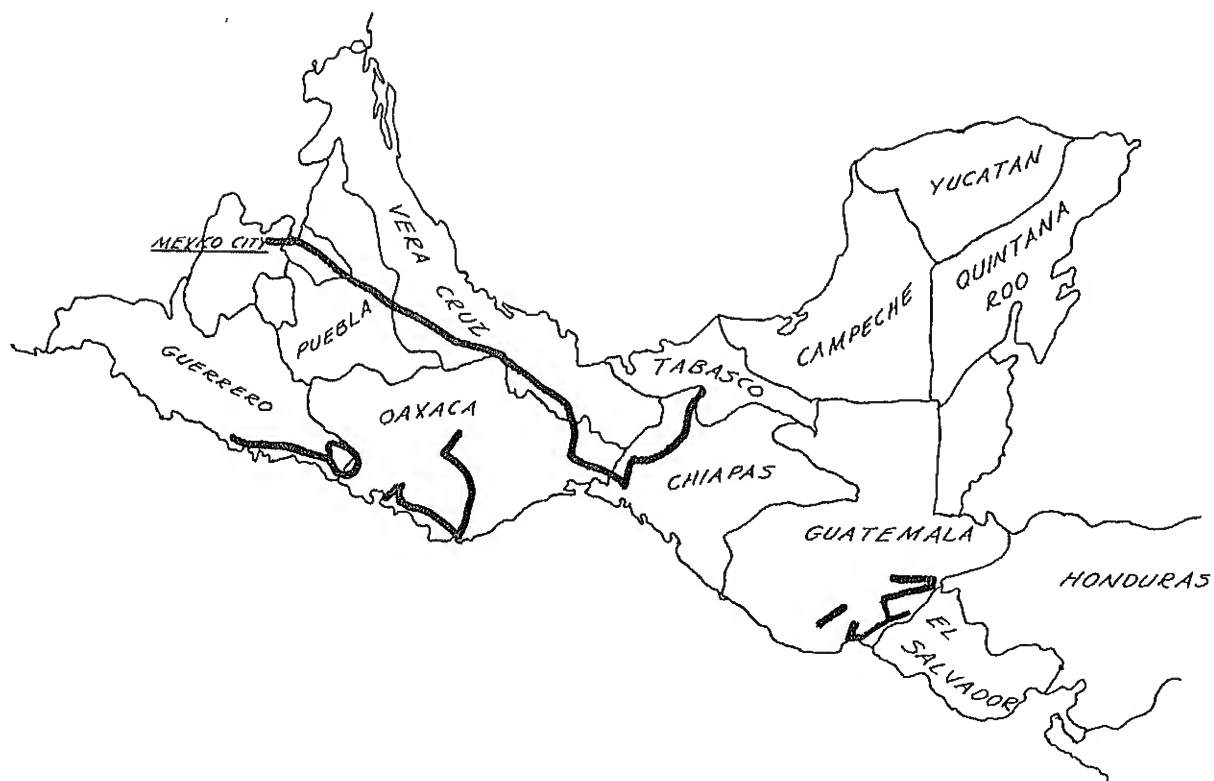 YUCATAN
VERA
CRUZ
MEXICO CITY
QUINTANA
ROO
CAMPECHE
PUEBLA
TABASCO
GUERRERO
OAXACA
CHIAPAS
GUATEMALA
HONDURAS
EL
SALVADOR